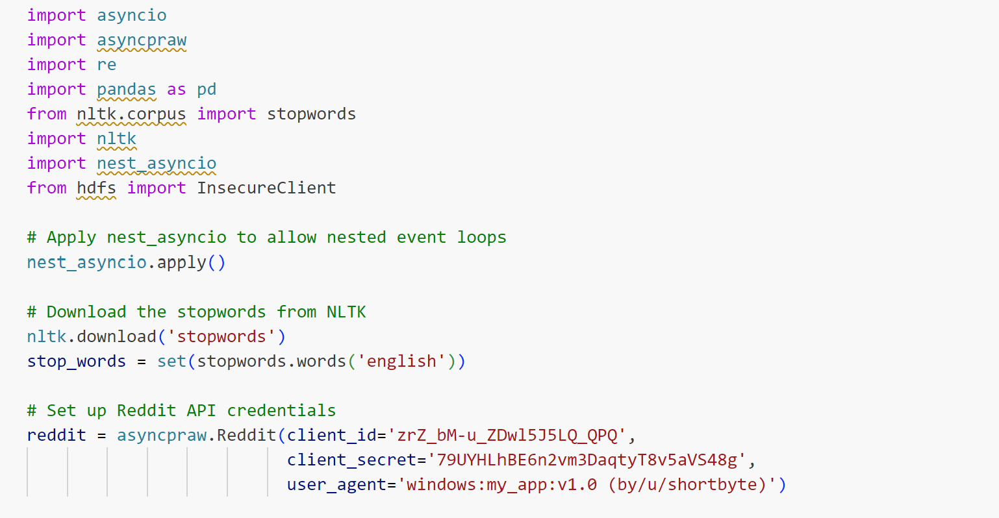 import asyncio
import asyncpraw
import re
import pandas as pd
from nltk.corpus import stopwords
import nltk
import nest_asyncio
from hdfs import InsecureClient
# Apply nest_asyncio to allow nested event loops
nest_asyncio.apply()
# Download the stopwords from NLTK
nltk.download('stopwords')
stop_words = set(stopwords.words('english'))
# Set up Reddit API credentials
reddit = asyncpraw.Reddit(client_id='zrZ_bM-u_ZDwl5J5LQ_QPQ',
client_secret='79UYHLhBE6n2vm3DaqtyT8v5aVS48g',
user_agent='windows:my_app:v1.0 (by/u/shortbyte)')